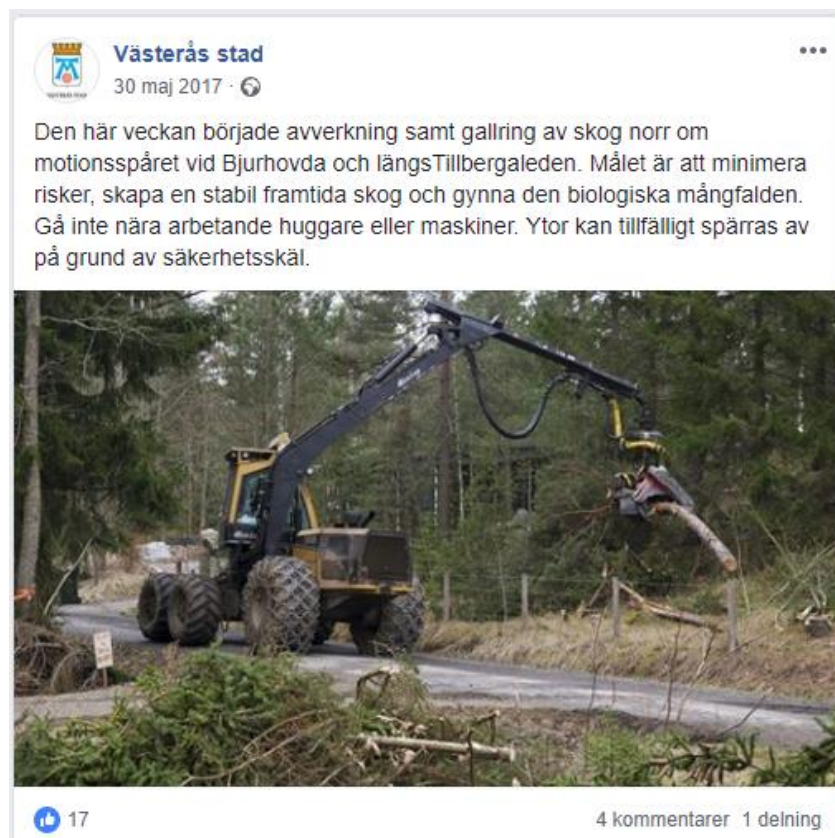 Västerås stad
30 maj 2017 ·
Den här veckan började avverkning samt gallring av skog norr om
motionsspåret vid Bjurhovda och längsTillbergaleden. Målet är att minimera
risker, skapa en stabil framtida skog och gynna den biologiska mångfalden.
Gå inte nära arbetande huggare eller maskiner. Ytor kan tillfälligt spärras av
på grund av säkerhetsskäl.
17
4 kommentarer 1 delning